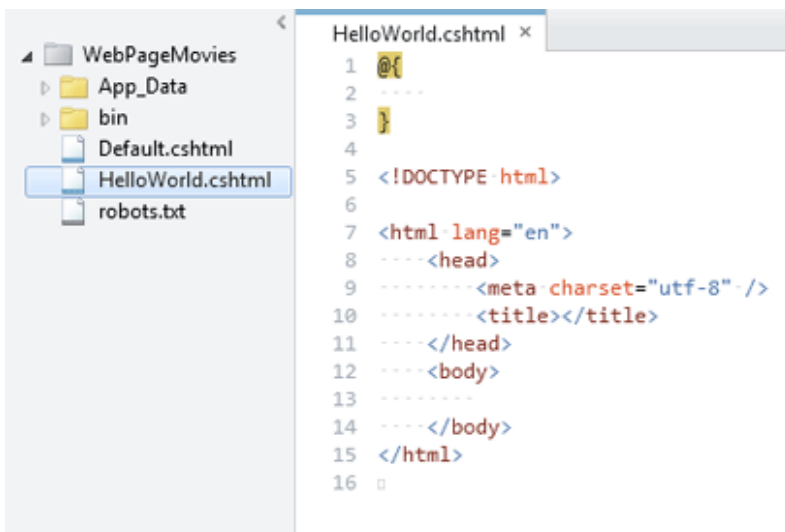 WebPageMovies
App_Data
bin
Default.cshtml
HelloWorld.cshtml
robots.txt
HelloWorld.cshtml ×
1 @{
2
3 }
4
5 <!DOCTYPE html>
6
7 <html lang="en">
8     <head>
9         <meta charset="utf-8" />
10         <title></title>
11     </head>
12     <body>
13
14     </body>
15 </html>
16